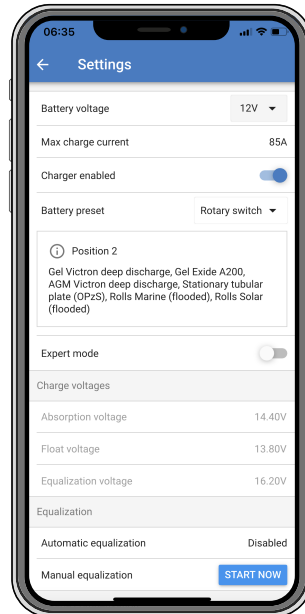 06:35
Settings
Battery voltage 12V
Max charge current 85A
Charger enabled
Battery preset Rotary switch
Position 2
Gel Victron deep discharge, Gel Exide A200,
AGM Victron deep discharge, Stationary tubular
plate (OPzS), Rolls Marine (flooded), Rolls Solar
(flooded)
Expert mode
Charge voltages
Absorption voltage 14.40V
Float voltage 13.80V
Equalization voltage 16.20V
Equalization
Automatic equalization Disabled
Manual equalization START NOW